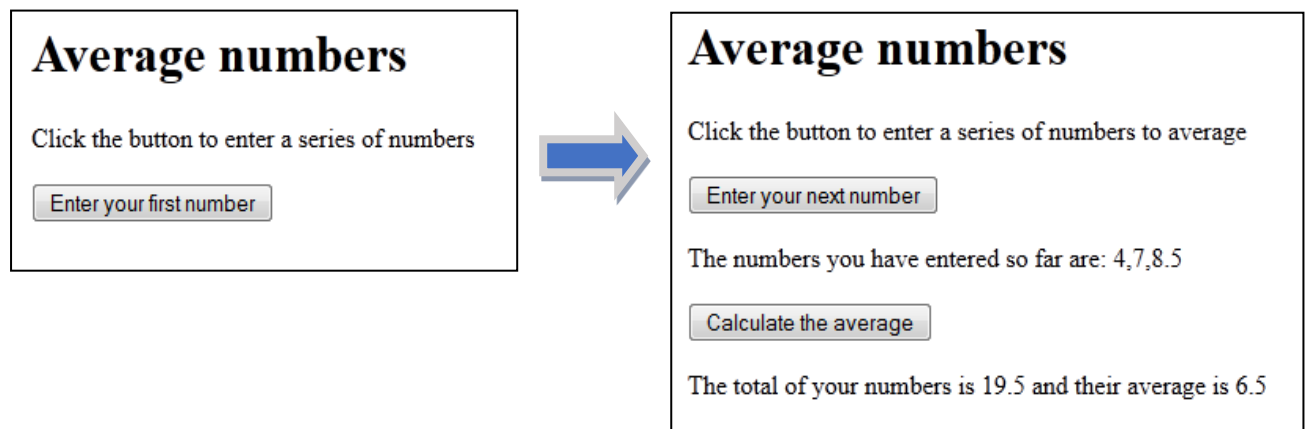 Average numbers
Click the button to enter a series of numbers
Enter your first number
Average numbers
Click the button to enter a series of numbers to average
Enter your next number
The numbers you have entered so far are: 4,7,8.5
Calculate the average
The total of your numbers is 19.5 and their average is 6.5